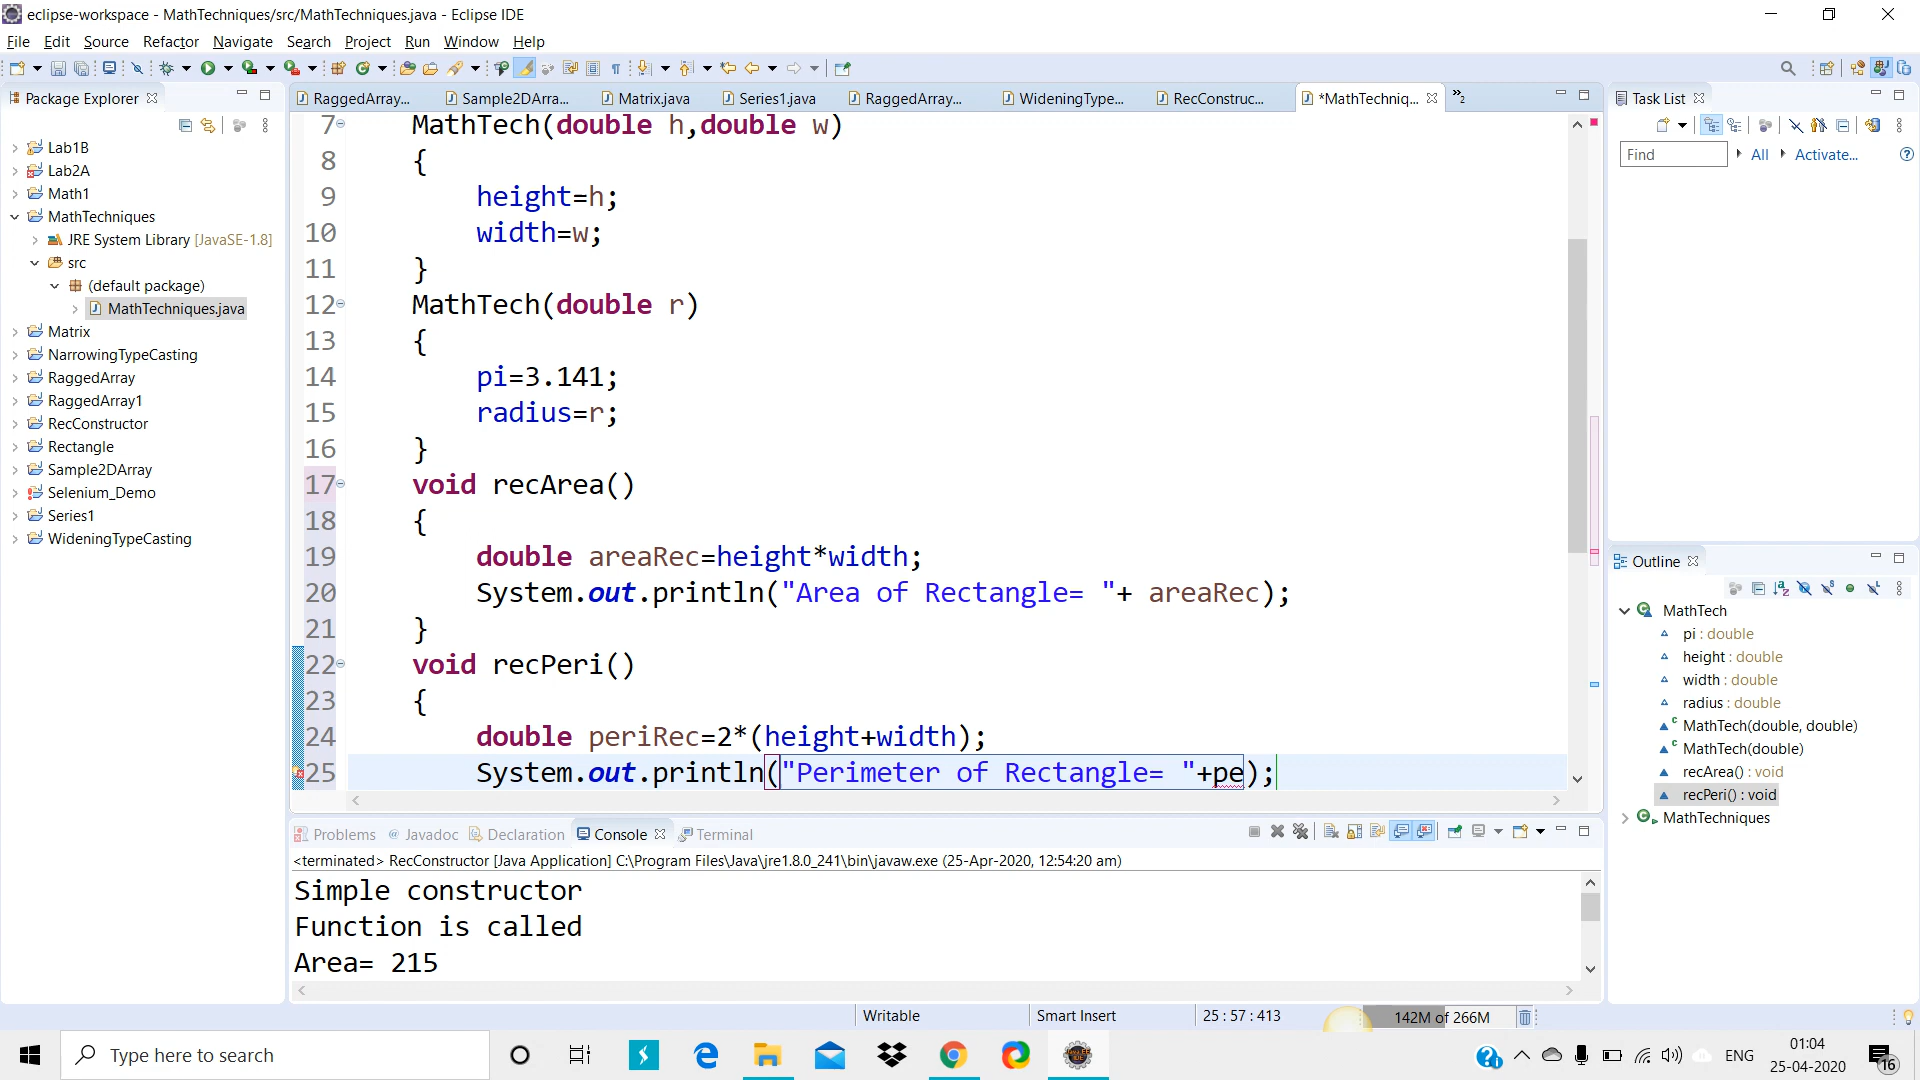 eclipse-workspace - MathTechniques/src/MathTechniques.java - Eclipse IDE
File Edit Source Refactor Navigate Search Project Run Window Help
Package Explorer
Lab1B
Lab2A
Math1
MathTechniques
JRE System Library [JavaSE-1.8]
src
(default package)
MathTechniques.java
Matrix
NarrowingTypeCasting
RaggedArray
RaggedArray1
RecConstructor
Rectangle
Sample2DArray
Selenium_Demo
Series1
WideningTypeCasting
RaggedArray... Sample2DArra... Matrix.java Series1.java RaggedArray... WideningType... RecConstruc... *MathTechniq... »2
7 MathTech(double h,double w)
8 {
9 height=h;
10 width=w;
11 }
12 MathTech(double r)
13 {
14 pi=3.141;
15 radius=r;
16 }
17 void recArea()
18 {
19 double areaRec=height*width;
20 System.out.println("Area of Rectangle= "+ areaRec);
21 }
22 void recPeri()
23 {
24 double periRec=2*(height+width);
25 System.out.println("Perimeter of Rectangle= "+pe);
Problems Javadoc Declaration Console Terminal
<terminated> RecConstructor [Java Application] C:\Program Files\Java\jre1.8.0_241\bin\javaw.exe (25-Apr-2020, 12:54:20 am)
Simple constructor
Function is called
Area= 215
Task List
Find All Activate...
Outline
MathTech
pi : double
height : double
width : double
radius : double
MathTech(double, double)
MathTech(double)
recArea() : void
recPeri() : void
MathTechniques
Writable Smart Insert 25 : 57 : 413 142M of 266M
Type here to search
ENG
01:04
25-04-2020
16